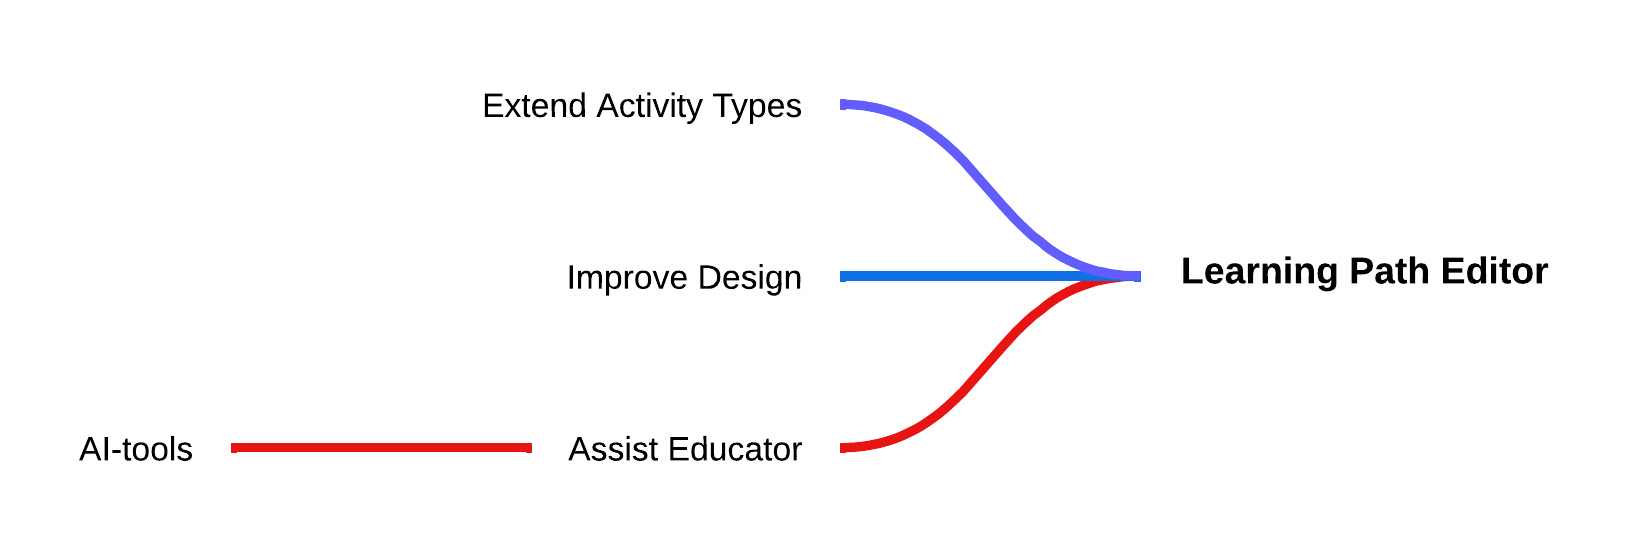 Extend Activity Types
Improve Design
Learning Path Editor
AI-tools
Assist Educator